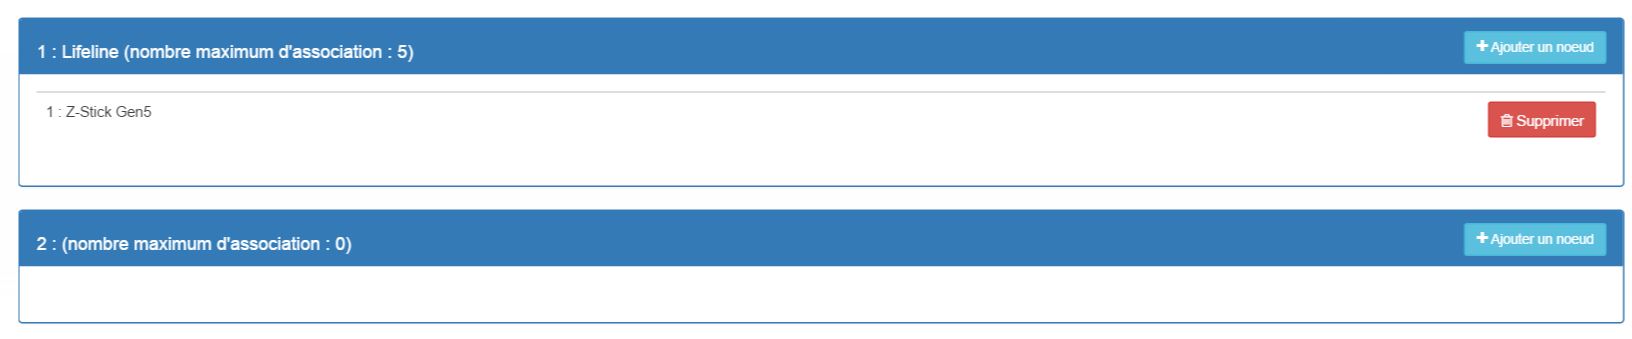 1 : Lifeline (nombre maximum d'association : 5)
Ajouter un noeud
1 : Z-Stick Gen5
Supprimer
2 : (nombre maximum d'association : 0)
Ajouter un noeud